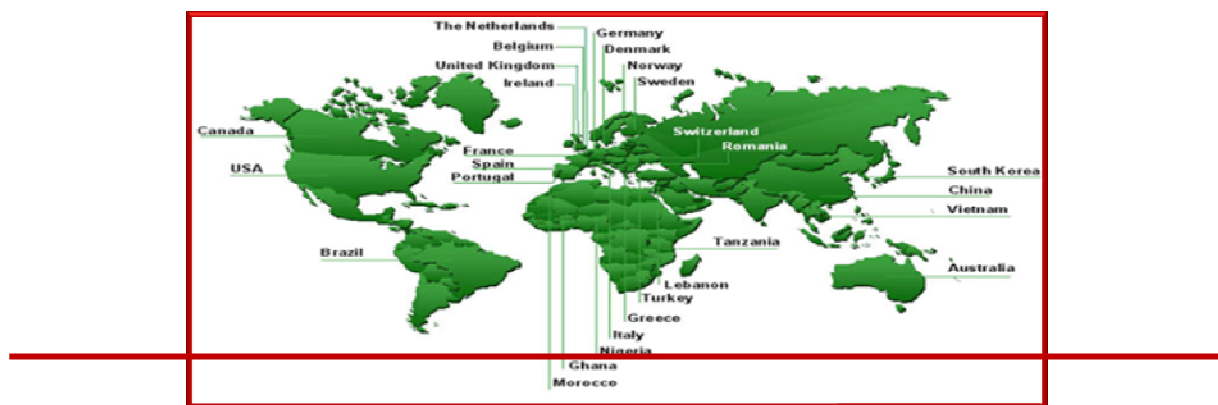 The Netherlands
Germany
Belgium
Denmark
United Kingdom
Norway
Ireland
Sweden
Canada
Switzerland
France
Romania
Spain
USA
Portugal
South Korea
China
Vietnam
Brazil
Tanzania
Australia
Lebanon
Turkey
Greece
Italy
Nigeria
Ghana
Morocco